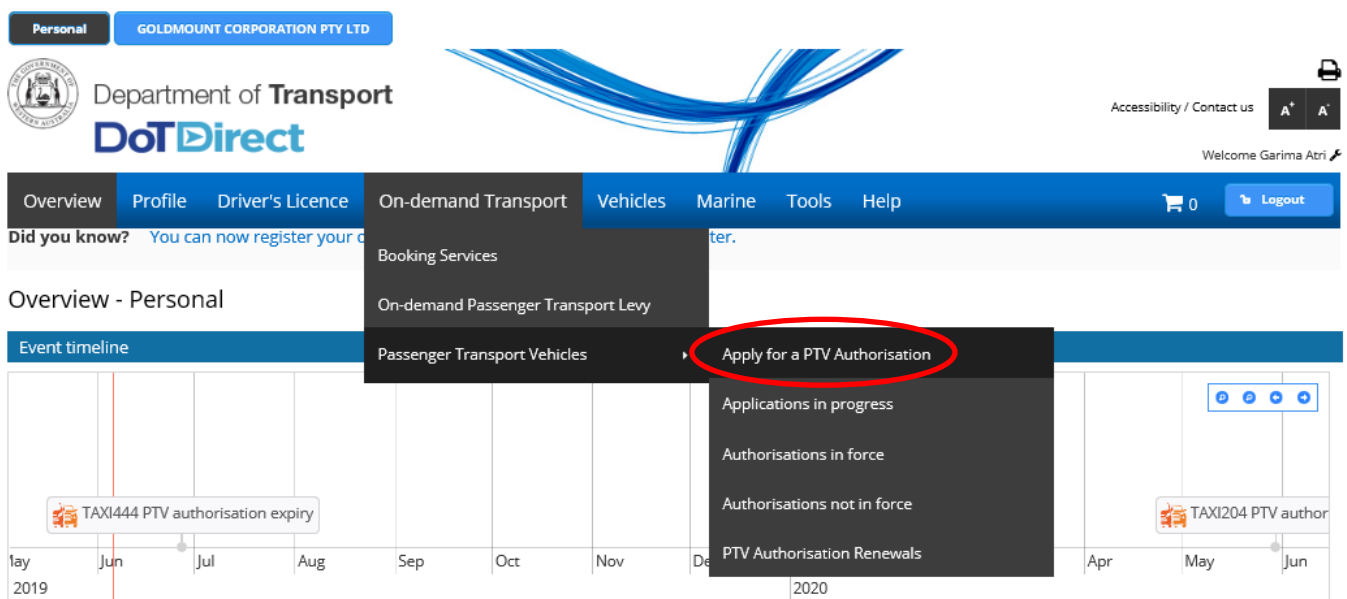 Personal GOLDMOUNT CORPORATION PTY LTD
GOVERNMENT OF WESTERN AUSTRALIA
Department of Transport
DoTDirect
Accessibility / Contact us A+ A-
Welcome Garima Atri
Overview Profile Driver's Licence On-demand Transport Vehicles Marine Tools Help 0 Logout
Did you know? You can now register your ter.
Booking Services
Overview - Personal
On-demand Passenger Transport Levy
Event timeline
Passenger Transport Vehicles Apply for a PTV Authorisation
Applications in progress
Authorisations in force
Authorisations not in force
TAXI444 PTV authorisation expiry TAXI204 PTV author
PTV Authorisation Renewals
Jun Jul Aug Sep Oct Nov Apr May Jun
2019 2020